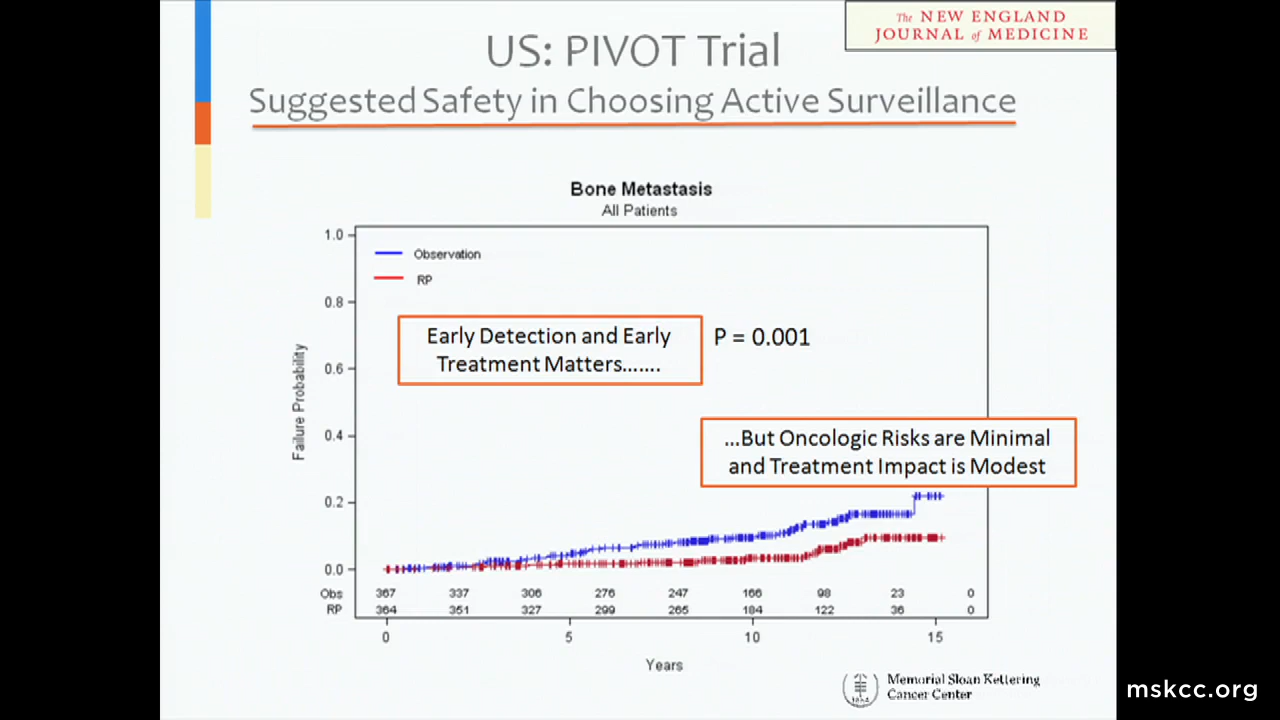 The NEW ENGLAND
JOURNAL of MEDICINE
US: PIVOT Trial
Suggested Safety in Choosing Active Surveillance
Bone Metastasis
All Patients
1.0
0.8
0.6
0.4
0.2
0.0
Failure Probability
Observation
RP
Early Detection and Early
Treatment Matters.......
P = 0.001
...But Oncologic Risks are Minimal
and Treatment Impact is Modest
Obs 367 337 306 276 247 166 98 23 0
RP 364 351 327 299 265 184 122 36 0
0 5 10 15
Years
Memorial Sloan Kettering
Cancer Center
mskcc.org